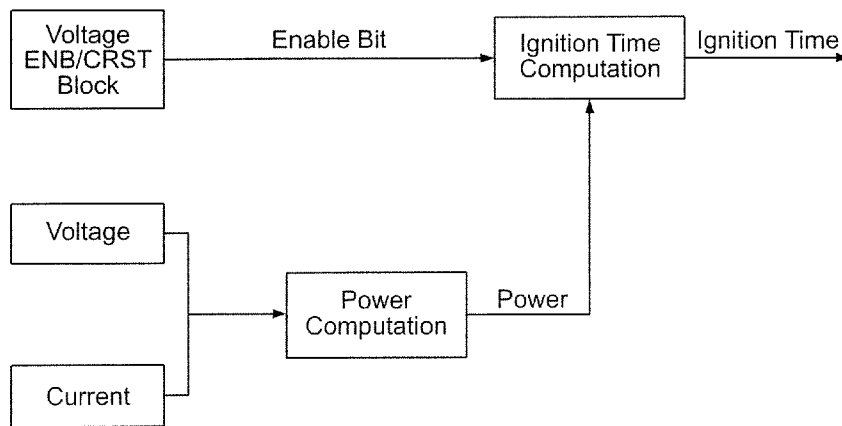 Voltage
ENB/CRST
Block
Enable Bit
Ignition Time
Computation
Ignition Time
Voltage
Power
Computation
Power
Current